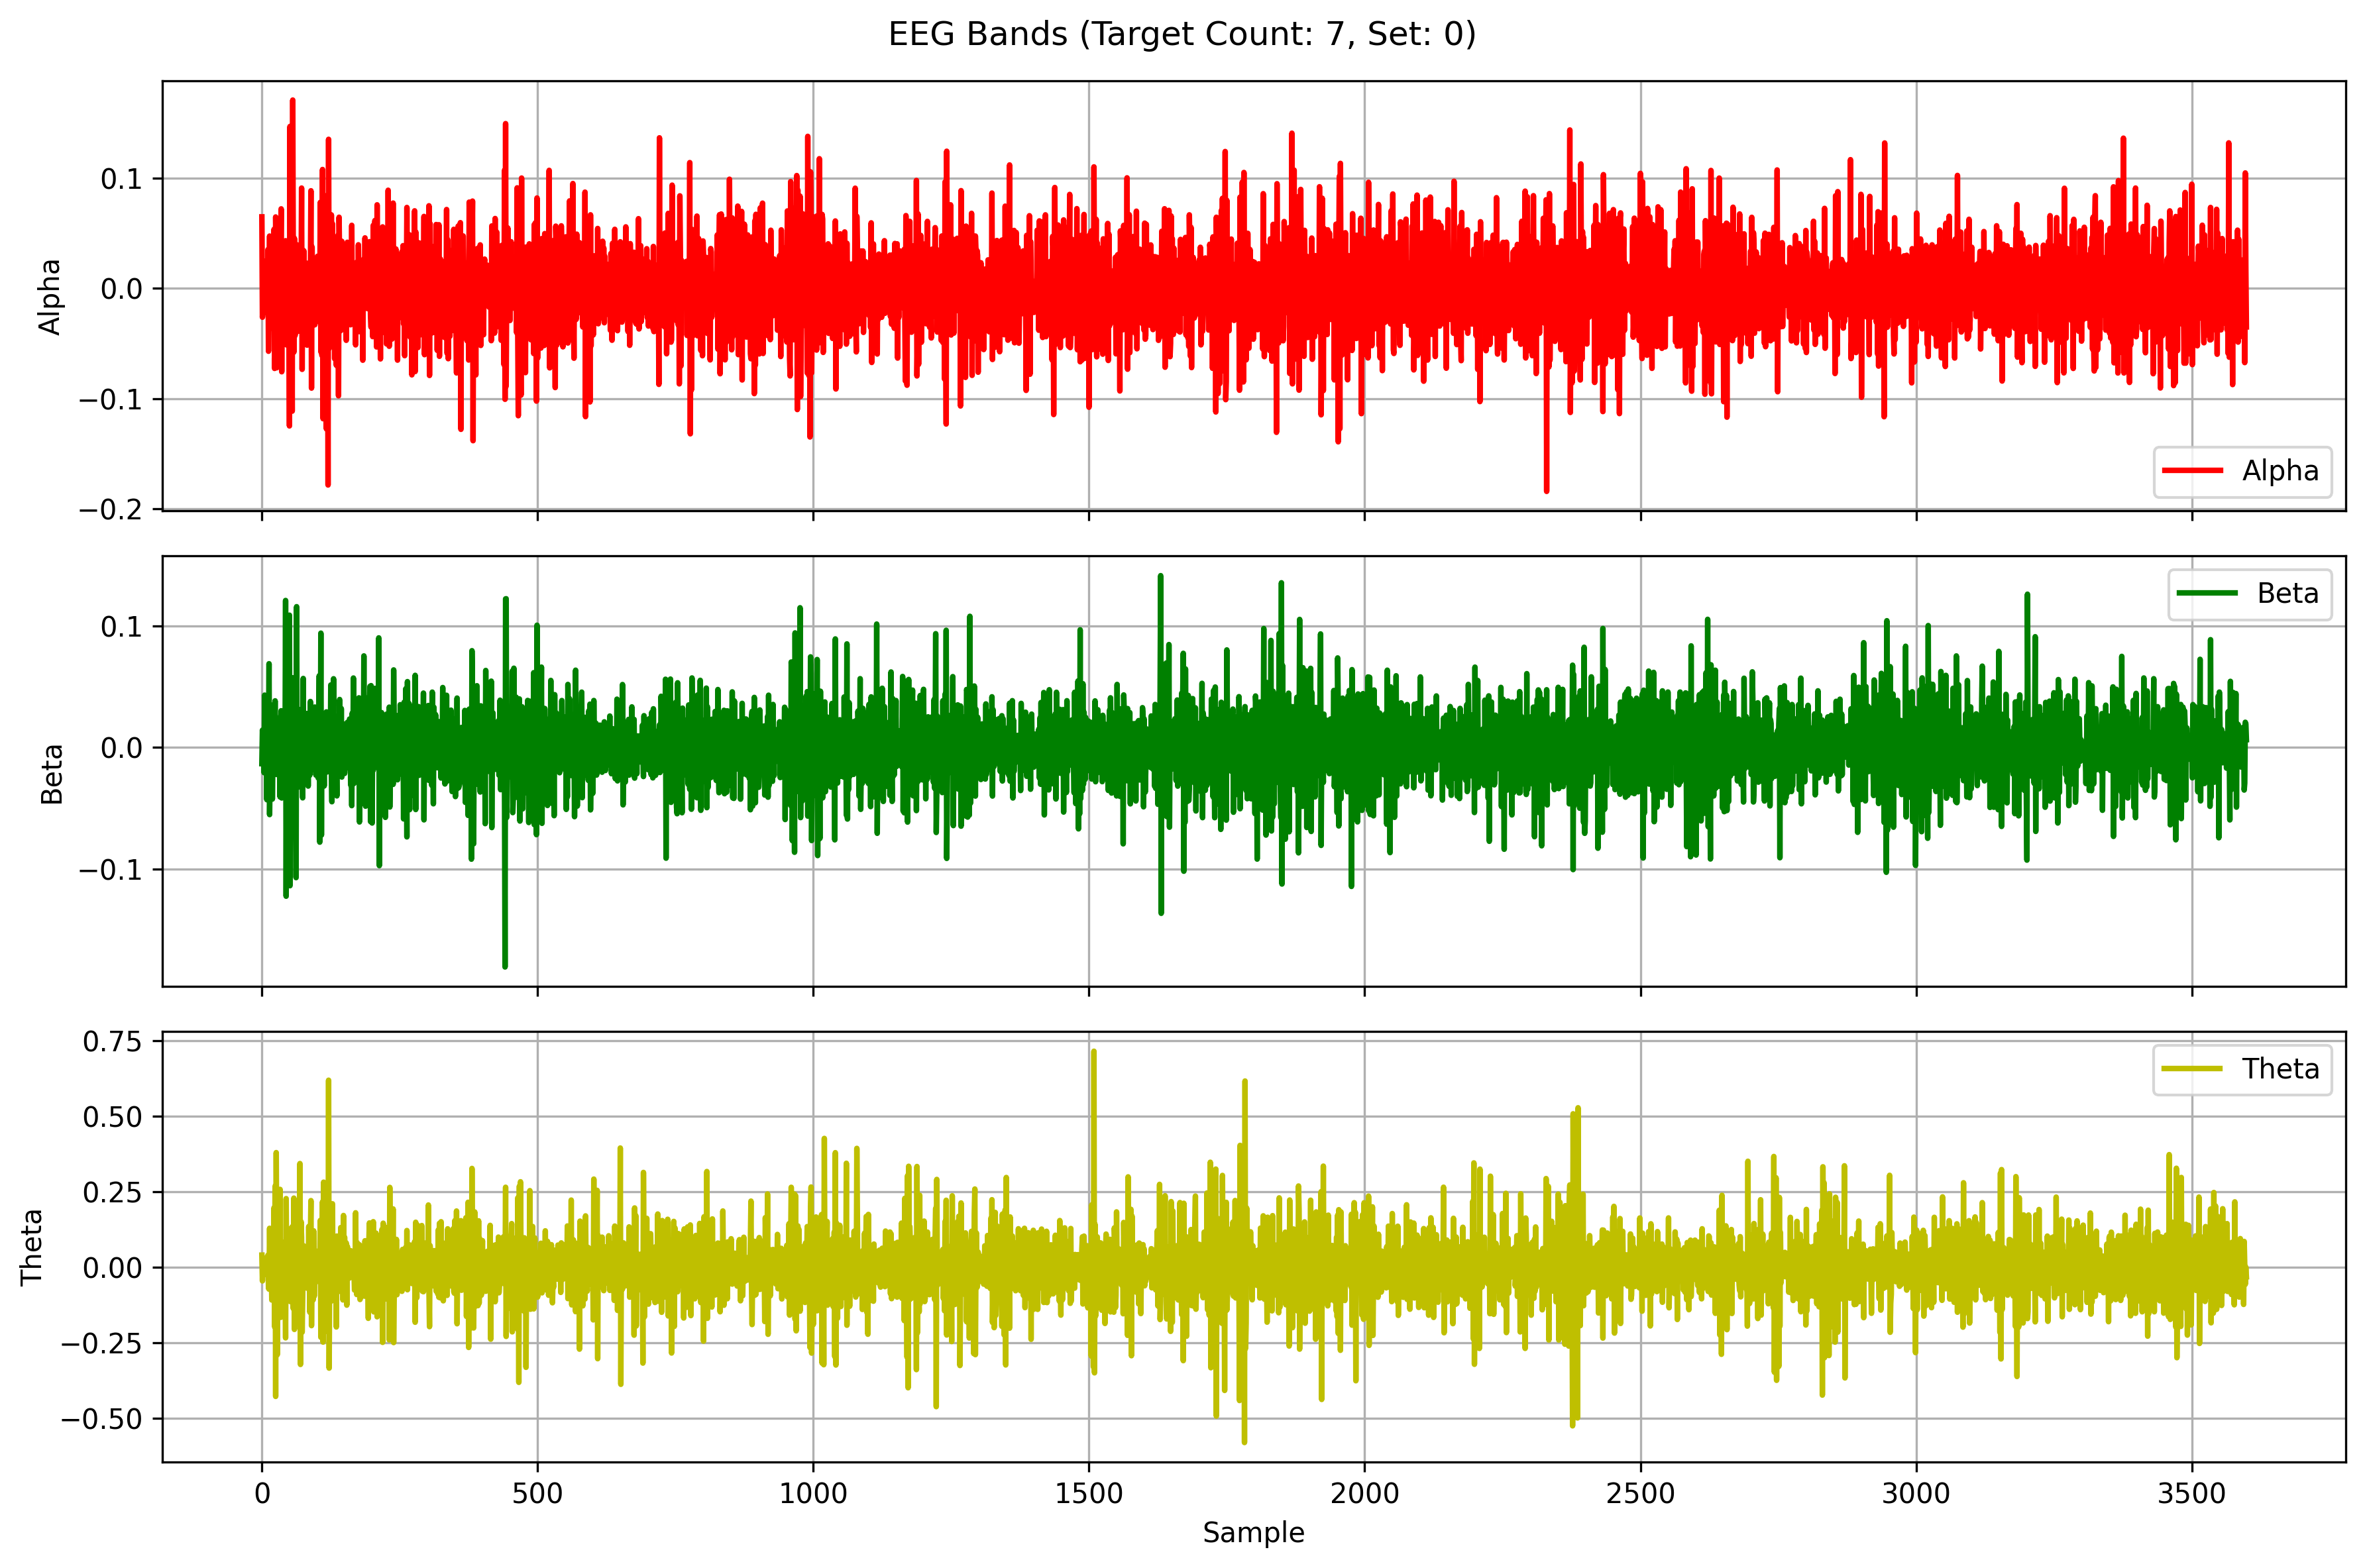 EEG Bands (Target Count: 7, Set: 0)
Alpha
0.1
0.0
−0.1
−0.2
Alpha
Beta
0.1
0.0
−0.1
Beta
Theta
0.75
0.50
0.25
0.00
−0.25
−0.50
Theta
0 500 1000 1500 2000 2500 3000 3500
Sample